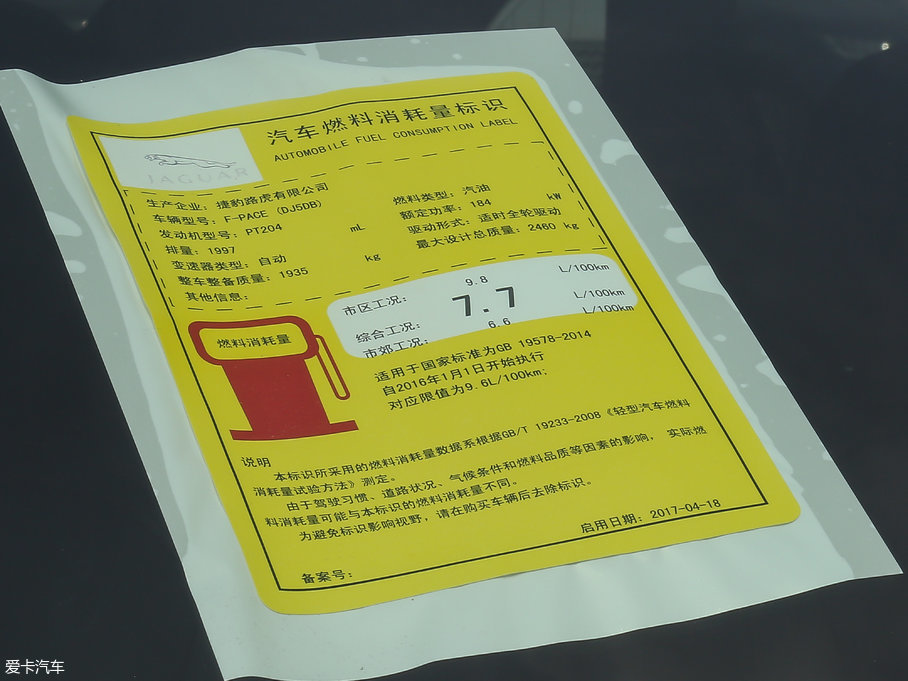 汽车燃料消耗量标识
AUTOMOBILE FUEL CONSUMPTION LABEL
JAGUAR
生产企业：捷豹路虎有限公司
车辆型号：F-PACE (DJ5DB)
发动机型号：PT204
排量：1997 mL
变速器类型：自动
整车整备质量：1935 kg
其他信息：
燃料类型：汽油
额定功率：184 kW
驱动形式：适时全轮驱动
最大设计总质量：2460 kg
燃料消耗量
市区工况： 9.8 L/100km
综合工况： 7.7 L/100km
市郊工况： 6.6 L/100km
适用于国家标准为GB 19578-2014
自2016年1月1日开始执行
对应限值为9.6L/100km;
说明
本标识所采用的燃料消耗量数据系根据GB/T 19233-2008《轻型汽车燃料
消耗量试验方法》测定。
由于驾驶习惯、道路状况、气候条件和燃料品质等因素的影响，实际燃
料消耗量可能与本标识的燃料消耗量不同。
为避免标识影响视野，请在购买车辆后去除标识。
备案号：
启用日期：2017-04-18
爱卡汽车